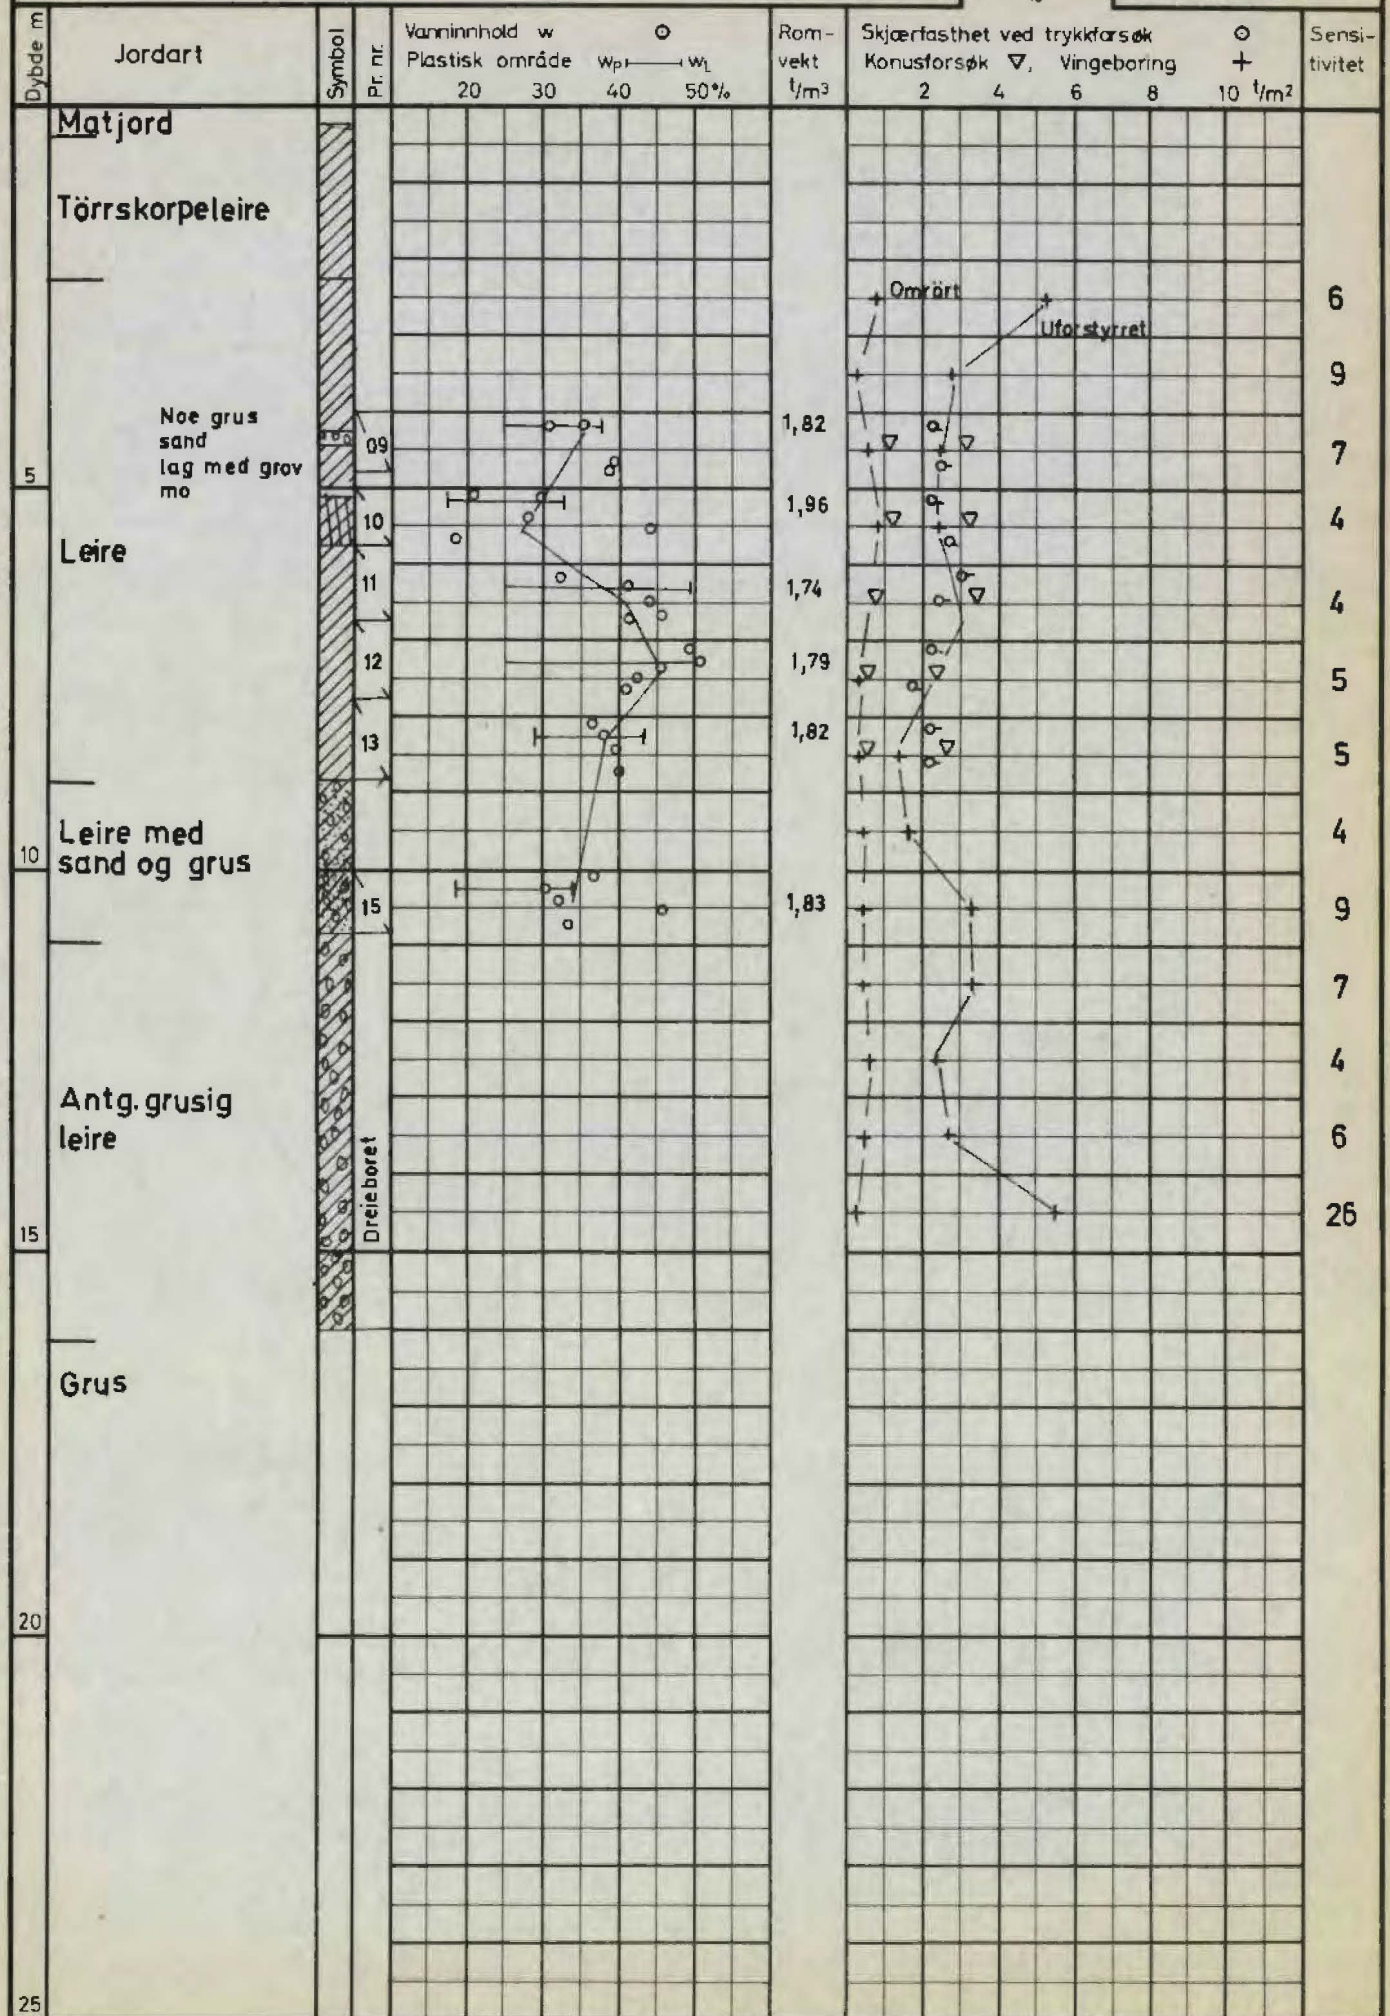 Dybde m
Jordart
Symbol
Pr. nr.
Vanninnhold w
Plastisk område wP wL
20 30 40 50%
Rom-
vekt
t/m³
Skjærfasthet ved trykkforsøk
Konusforsøk ∇, Vingeboring +
2 4 6 8 10 t/m²
Sensi-
tivitet
Matjord
Törrskorpeleire
Omrört
6
Uforstyrret
9
Noe grus
sand
lag med grov
mo
09
1,82
7
5
10
1,96
4
Leire
11
1,74
4
12
1,79
5
13
1,82
5
Leire med
sand og grus
4
10
15
1,83
9
7
4
Antg. grusig
leire
6
Dreieboret
26
15
Grus
20
25